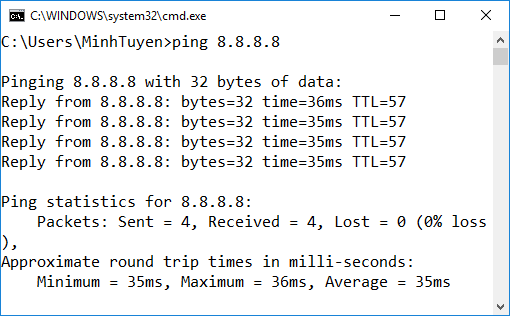 C:\WINDOWS\system32\cmd.exe
C:\Users\MinhTuyen>ping 8.8.8.8
Pinging 8.8.8.8 with 32 bytes of data:
Reply from 8.8.8.8: bytes=32 time=36ms TTL=57
Reply from 8.8.8.8: bytes=32 time=35ms TTL=57
Reply from 8.8.8.8: bytes=32 time=35ms TTL=57
Reply from 8.8.8.8: bytes=32 time=35ms TTL=57
Ping statistics for 8.8.8.8:
    Packets: Sent = 4, Received = 4, Lost = 0 (0% loss
),
Approximate round trip times in milli-seconds:
    Minimum = 35ms, Maximum = 36ms, Average = 35ms